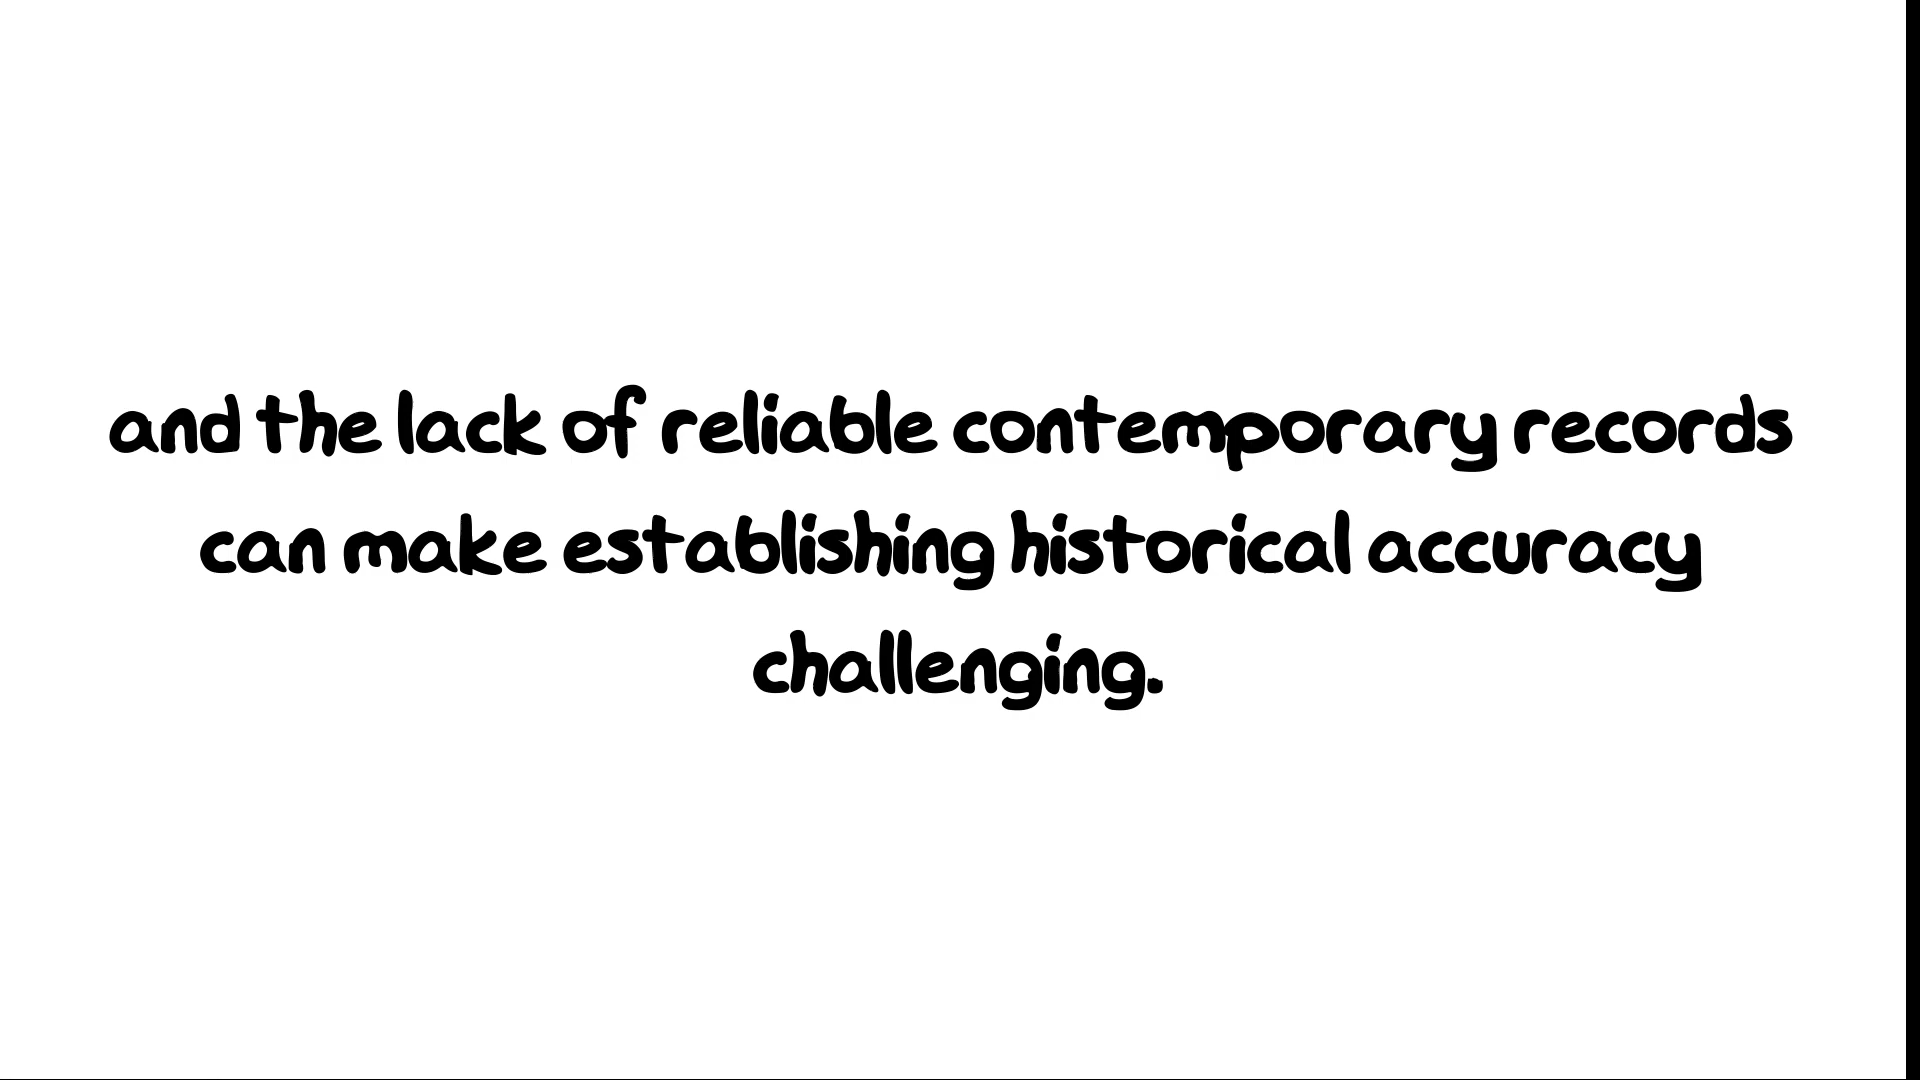 and the lack of reliable contemporary records
can make establishing historical accuracy
challenging.